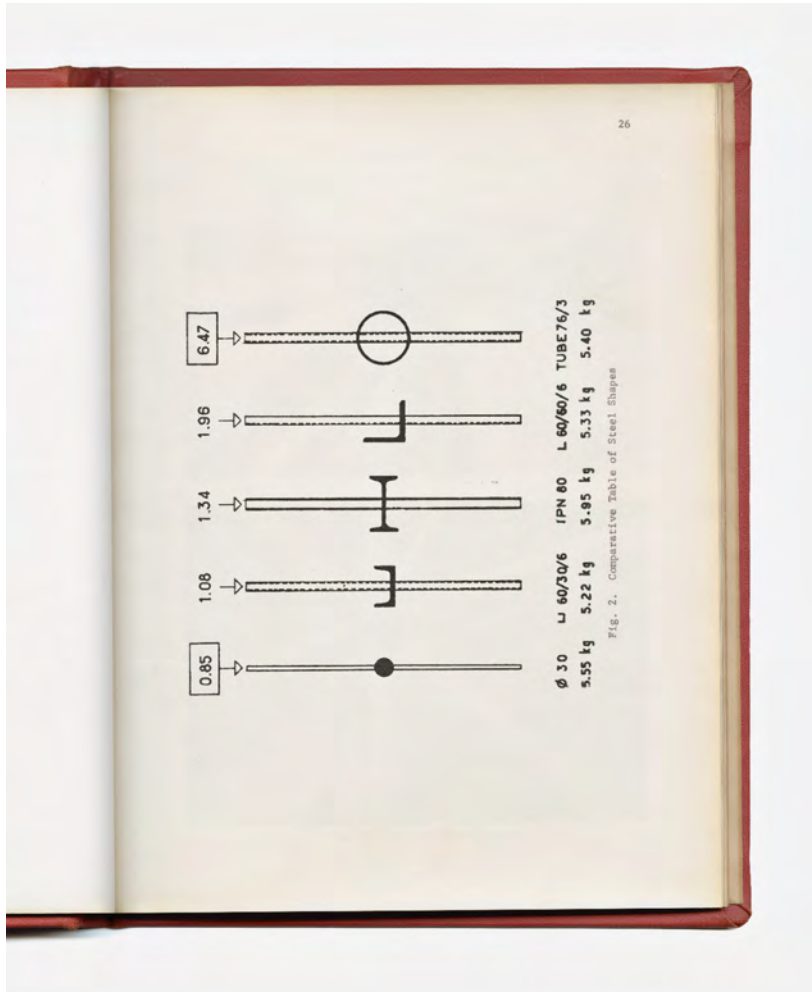 26
0.85 1.08 1.34 1.96 6.47
Ø 30 ⊔ 60/30/6 IPN 80 L 60/60/6 TUBE 76/3
5.55 kg 5.22 kg 5.95 kg 5.33 kg 5.40 kg
Fig. 2. Comparative Table of Steel Shapes